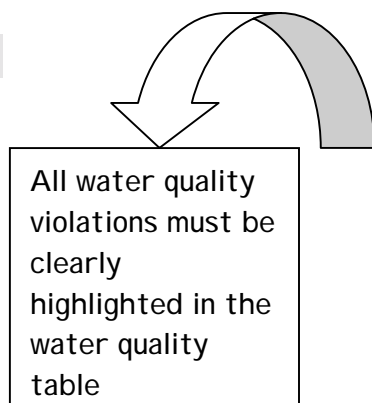 All water quality
violations must be
clearly
highlighted in the
water quality
table